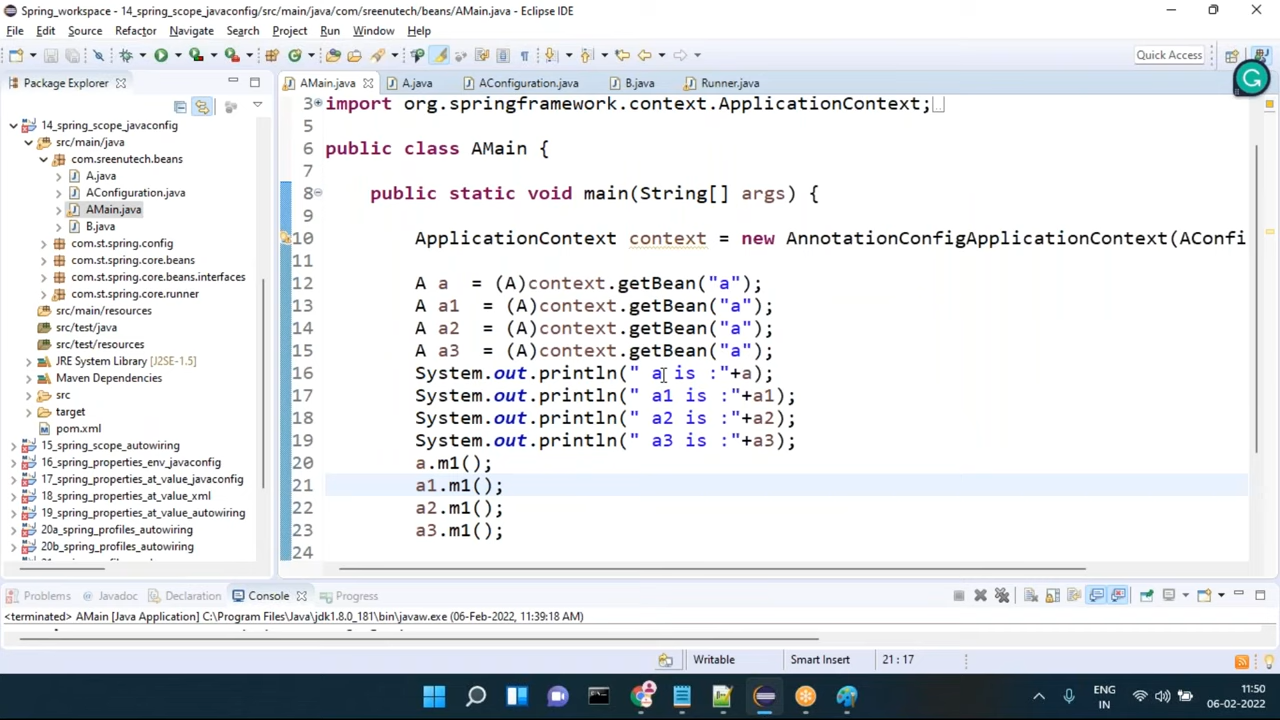 Spring_workspace - 14_spring_scope_javaconfig/src/main/java/com/sreenutech/beans/AMain.java - Eclipse IDE
File Edit Source Refactor Navigate Search Project Run Window Help
Quick Access
Package Explorer
AMain.java A.java AConfiguration.java B.java Runner.java
14_spring_scope_javaconfig
src/main/java
com.sreenutech.beans
A.java
AConfiguration.java
AMain.java
B.java
com.st.spring.config
com.st.spring.core.beans
com.st.spring.core.beans.interfaces
com.st.spring.core.runner
src/main/resources
src/test/java
src/test/resources
JRE System Library [J2SE-1.5]
Maven Dependencies
src
target
pom.xml
15_spring_scope_autowiring
16_spring_properties_env_javaconfig
17_spring_properties_at_value_javaconfig
18_spring_properties_at_value_xml
19_spring_properties_at_value_autowiring
20a_spring_profiles_autowiring
20b_spring_profiles_autowiring
3 import org.springframework.context.ApplicationContext;
5
6 public class AMain {
7
8 public static void main(String[] args) {
9
10 ApplicationContext context = new AnnotationConfigApplicationContext(AConfi
11
12 A a = (A)context.getBean("a");
13 A a1 = (A)context.getBean("a");
14 A a2 = (A)context.getBean("a");
15 A a3 = (A)context.getBean("a");
16 System.out.println(" a is :"+a);
17 System.out.println(" a1 is :"+a1);
18 System.out.println(" a2 is :"+a2);
19 System.out.println(" a3 is :"+a3);
20 a.m1();
21 a1.m1();
22 a2.m1();
23 a3.m1();
24
Problems Javadoc Declaration Console Progress
<terminated> AMain [Java Application] C:\Program Files\Java\jdk1.8.0_181\bin\javaw.exe (06-Feb-2022, 11:39:18 AM)
Writable Smart Insert 21 : 17
ENG
IN
11:50
06-02-2022